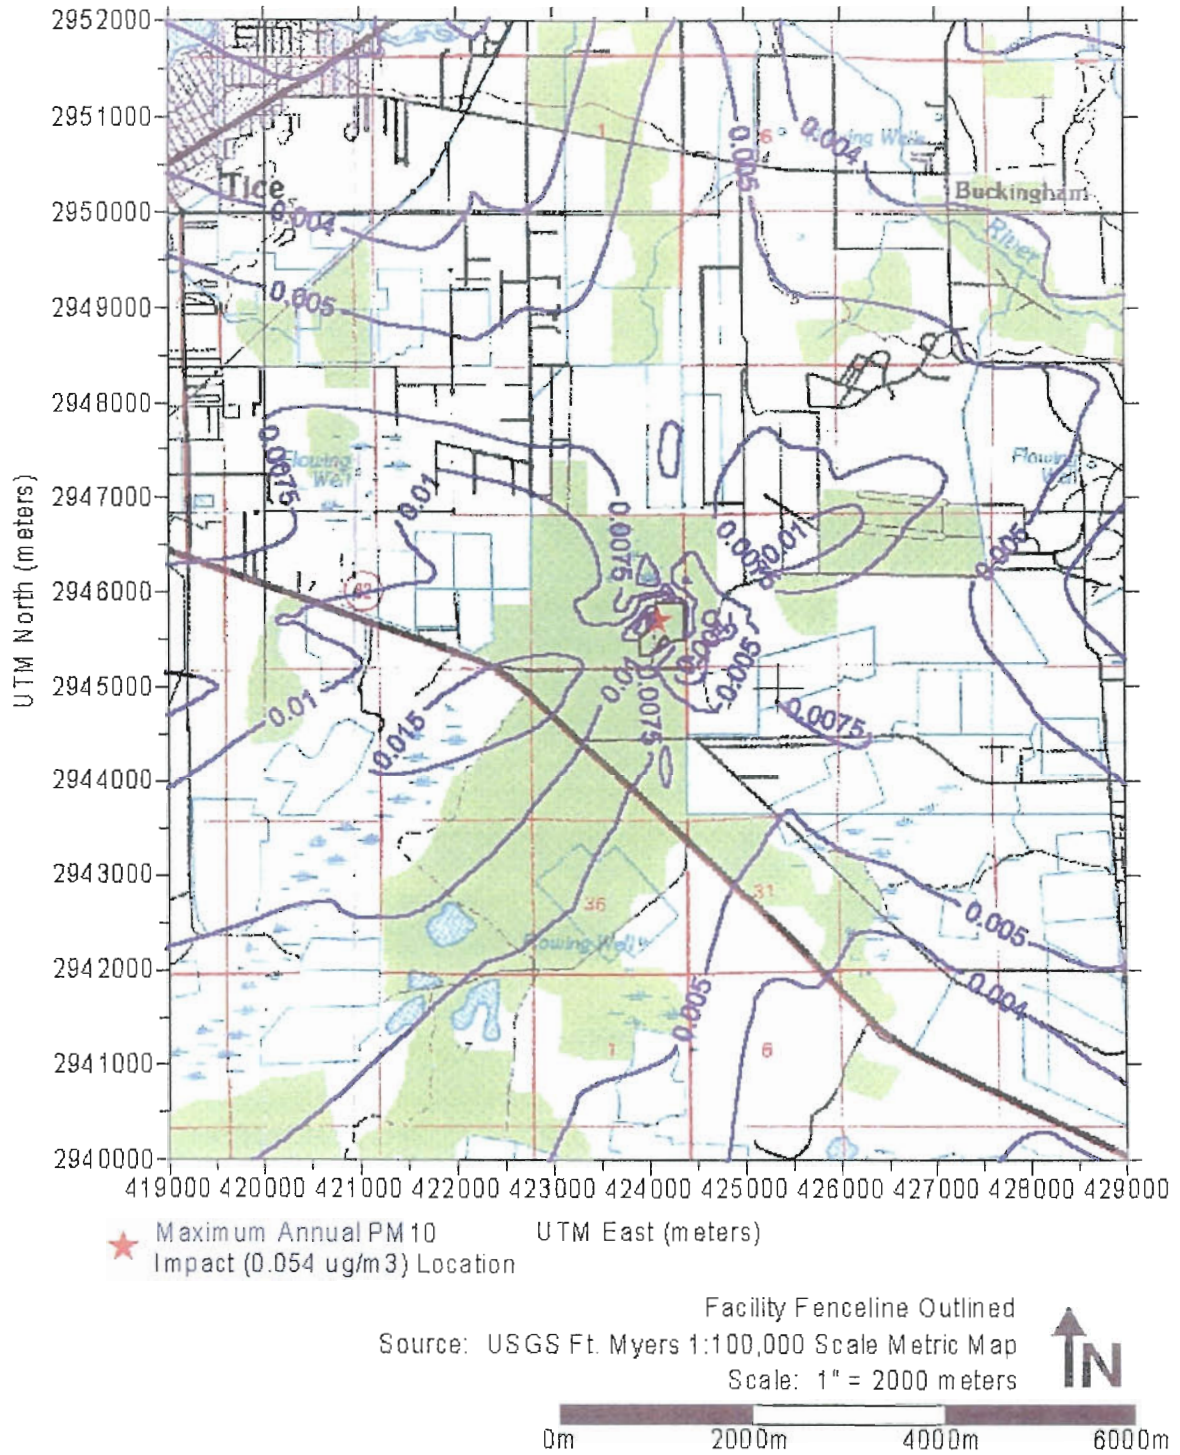 2952000
2951000
2950000
2949000
2948000
2947000
2946000
2945000
2944000
2943000
2942000
2941000
2940000
UTM North (meters)
1
6
Flowing Wells
0.005
0.004
Tice
Buckingham
0.004
River
0.005
0.0075
Flowing
Well
0.01
Flowing
Well
0.0075
0.01
0.005
0.005
0.01
0.01
0.0075
0.005
0.0075
0.015
36
31
Flowing Well
0.005
0.005
0.004
1
6
419000 420000 421000 422000 423000 424000 425000 426000 427000 428000 429000
UTM East (meters)
Maximum Annual PM10
Impact (0.054 ug/m3) Location
Facility Fenceline Outlined
Source: USGS Ft. Myers 1:100,000 Scale Metric Map
Scale: 1" = 2000 meters
N
0m 2000m 4000m 6000m